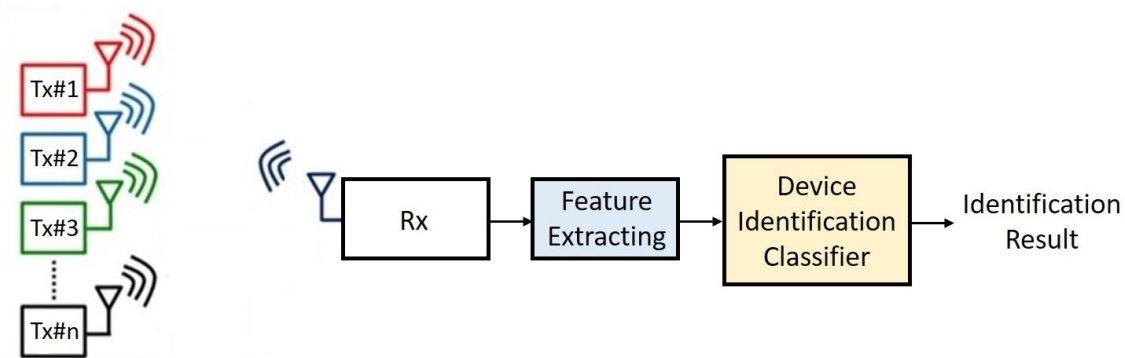 Tx#1
Tx#2
Tx#3
Tx#n
Rx
Feature
Extracting
Device
Identification
Classifier
Identification
Result